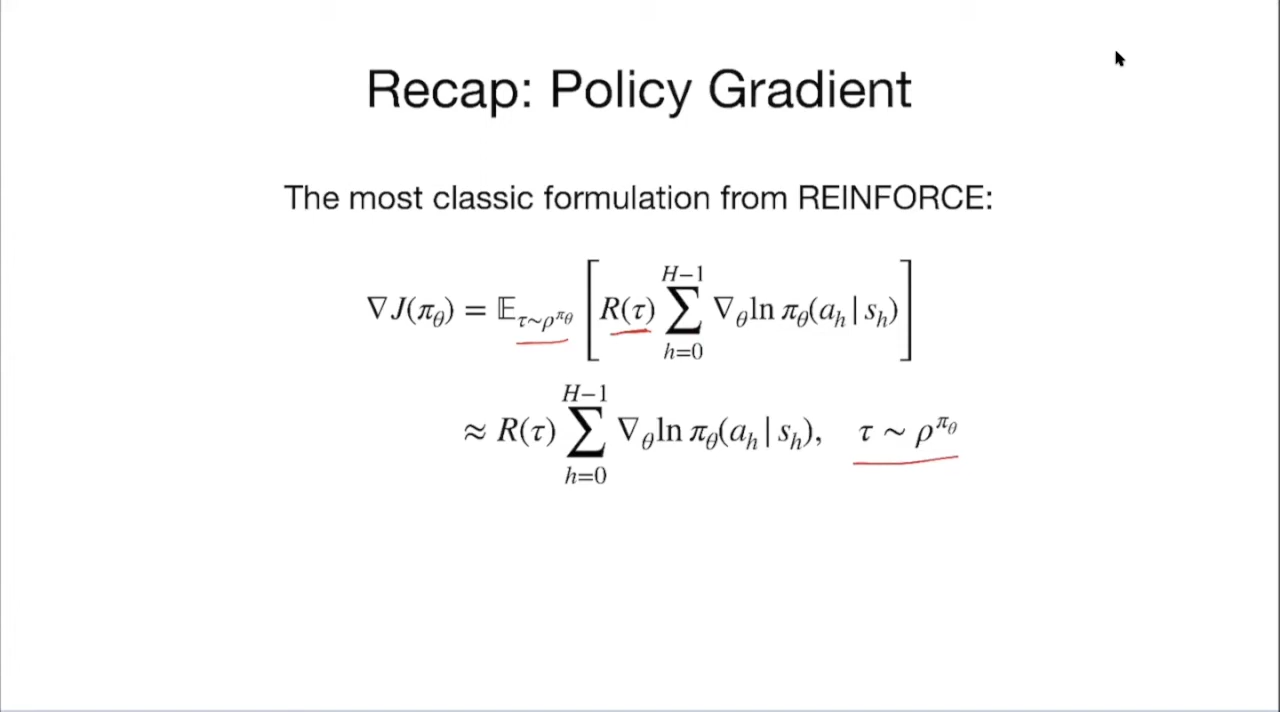 Recap: Policy Gradient
The most classic formulation from REINFORCE:
∇J(π_θ) = 𝔼_{τ∼ρ^{π_θ}} [ R(τ) ∑_{h=0}^{H−1} ∇_θ ln π_θ(a_h | s_h) ]
≈ R(τ) ∑_{h=0}^{H−1} ∇_θ ln π_θ(a_h | s_h), τ ∼ ρ^{π_θ}